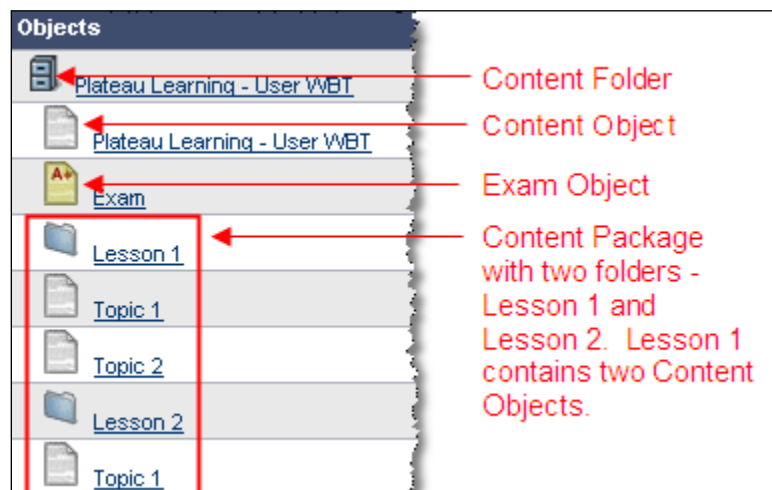 Objects
Plateau Learning - User WBT
Content Folder
Plateau Learning - User WBT
Content Object
A+
Exam
Exam Object
Lesson 1
Topic 1
Topic 2
Lesson 2
Topic 1
Content Package
with two folders -
Lesson 1 and
Lesson 2.  Lesson 1
contains two Content
Objects.